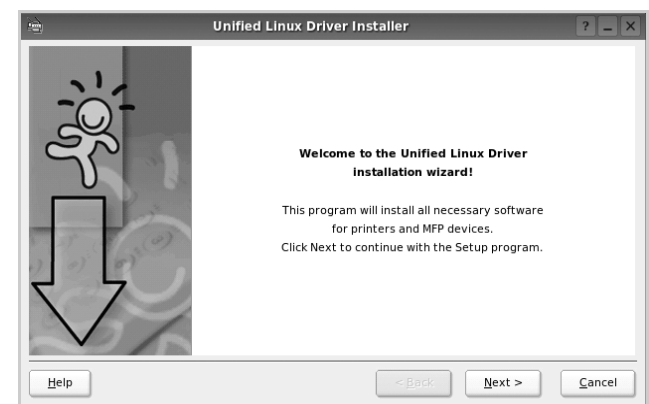 Unified Linux Driver Installer
Welcome to the Unified Linux Driver
installation wizard!
This program will install all necessary software
for printers and MFP devices.
Click Next to continue with the Setup program.
Help
< Back
Next >
Cancel